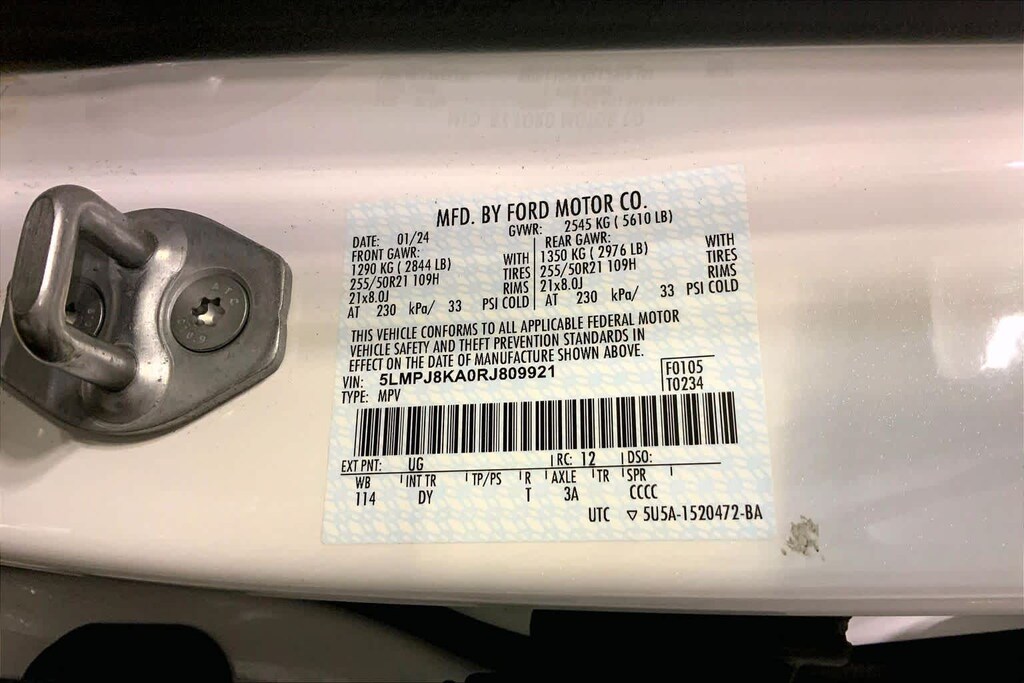 MFD. BY FORD MOTOR CO.
DATE: 01/24 GVWR: 2545 KG ( 5610 LB)
FRONT GAWR: REAR GAWR:
1290 KG ( 2844 LB) WITH 1350 KG ( 2976 LB) WITH
255/50R21 109H TIRES 255/50R21 109H TIRES
21x8.0J RIMS 21x8.0J RIMS
AT 230 kPa/ 33 PSI COLD AT 230 kPa/ 33 PSI COLD
THIS VEHICLE CONFORMS TO ALL APPLICABLE FEDERAL MOTOR
VEHICLE SAFETY AND THEFT PREVENTION STANDARDS IN
EFFECT ON THE DATE OF MANUFACTURE SHOWN ABOVE.
VIN: 5LMPJ8KA0RJ809921 F0105
TYPE: MPV T0234
EXT PNT: UG RC: 12 DSO:
WB INT TR TP/PS R AXLE TR SPR
114 DY T 3A CCCC
UTC ▽ 5U5A-1520472-BA